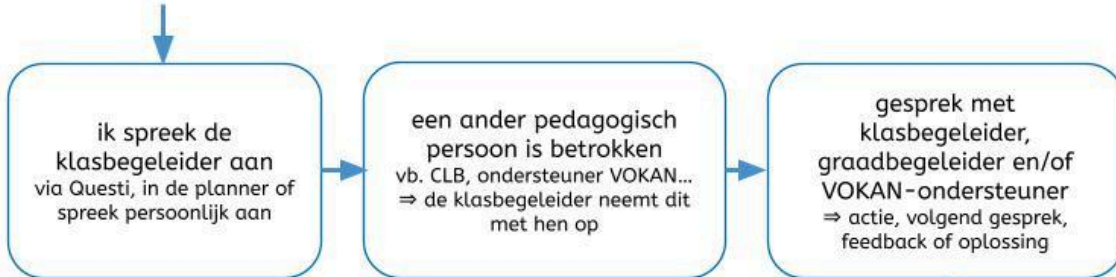 ik spreek de
klasbegeleider aan
via Questi, in de planner of
spreek persoonlijk aan
een ander pedagogisch
persoon is betrokken
vb. CLB, ondersteuner VOKAN...
⇒ de klasbegeleider neemt dit
met hen op
gesprek met
klasbegeleider,
graadbegeleider en/of
VOKAN-ondersteuner
⇒ actie, volgend gesprek,
feedback of oplossing